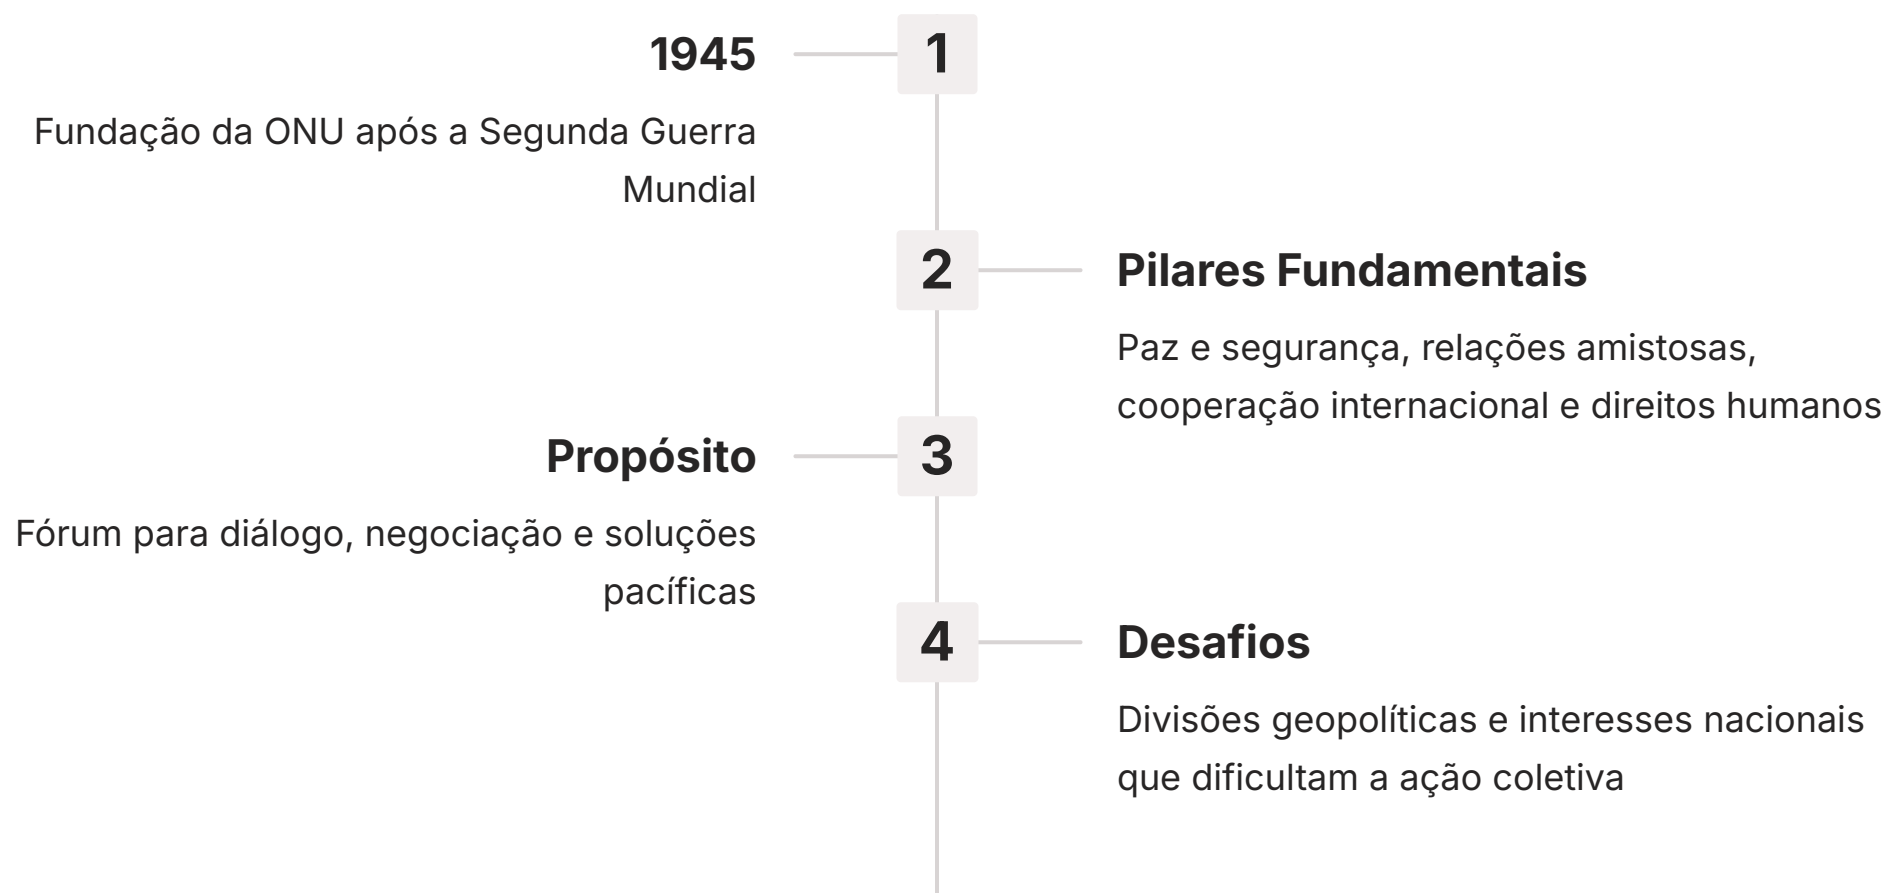 1
1945
Fundação da ONU após a Segunda Guerra
Mundial
2
Pilares Fundamentais
Paz e segurança, relações amistosas,
cooperação internacional e direitos humanos
3
Propósito
Fórum para diálogo, negociação e soluções
pacíficas
4
Desafios
Divisões geopolíticas e interesses nacionais
que dificultam a ação coletiva